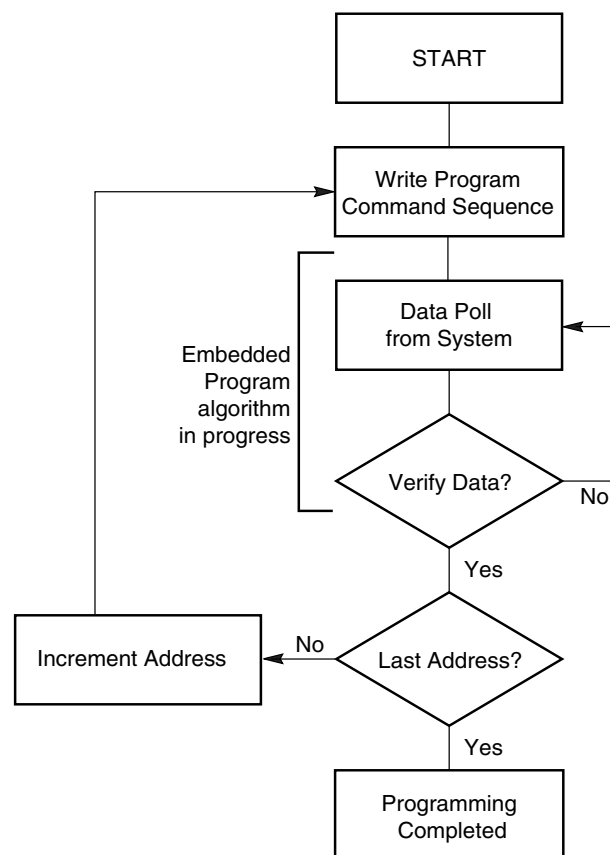 START
Write Program
Command Sequence
Data Poll
from System
Embedded
Program
algorithm
in progress
Verify Data?
No
Yes
Last Address?
No
Increment Address
Yes
Programming
Completed